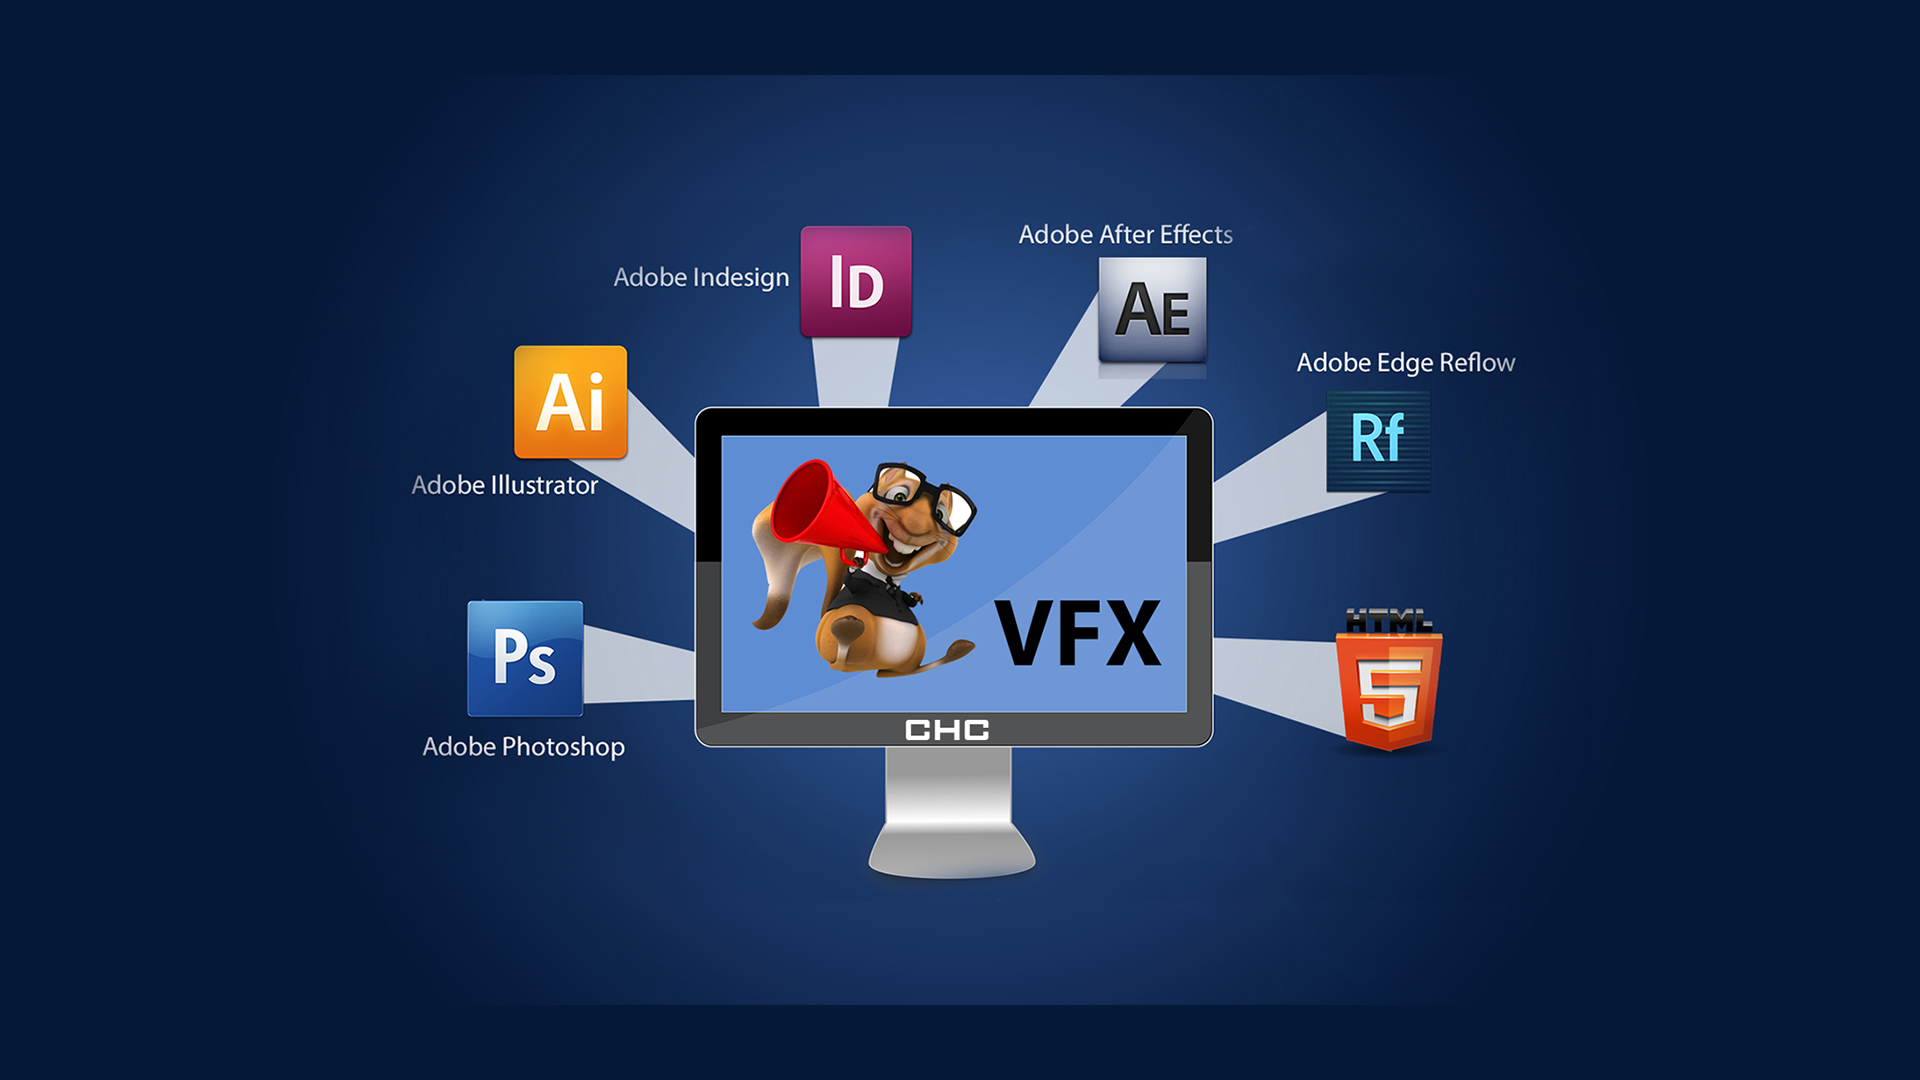 Adobe After Effects
Adobe Indesign
ID
AE
Adobe Edge Reflow
Ai
Rf
Adobe Illustrator
VFX
HTML
5
Ps
CHC
Adobe Photoshop